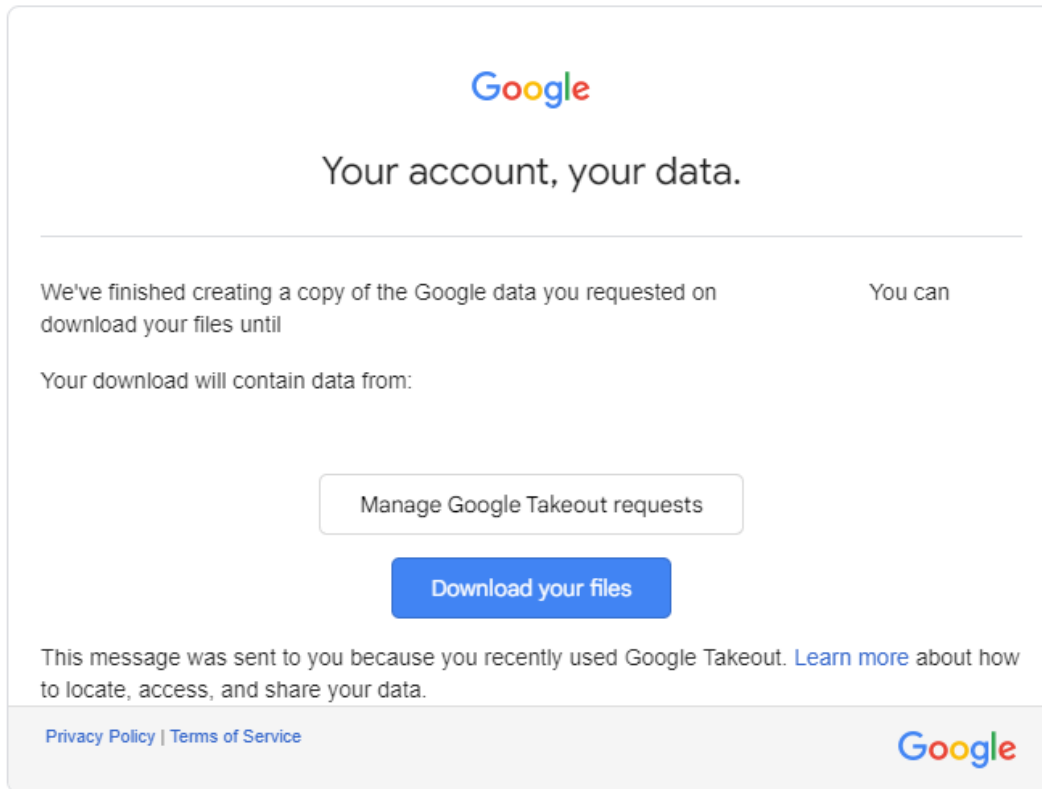 Google
Your account, your data.
We've finished creating a copy of the Google data you requested on You can
download your files until
Your download will contain data from:
Manage Google Takeout requests
Download your files
This message was sent to you because you recently used Google Takeout. Learn more about how
to locate, access, and share your data.
Privacy Policy | Terms of Service
Google